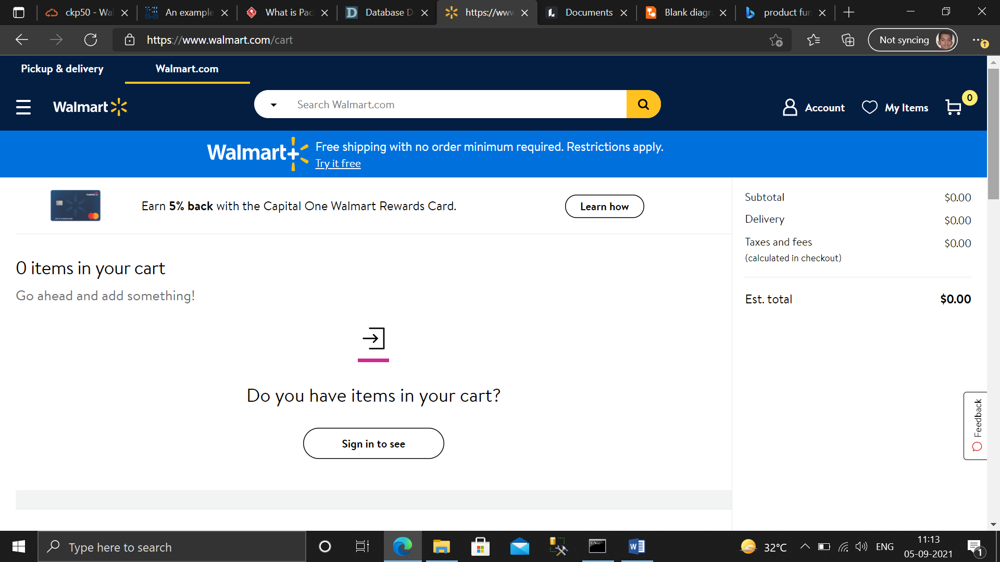 ckp50 - Wal
An example
What is Pac
Database D
https://www
Documents
Blank diagr
product fun
https://www.walmart.com/cart
Not syncing
Pickup & delivery
Walmart.com
Walmart
Search Walmart.com
Account
My Items
0
Walmart+
Free shipping with no order minimum required. Restrictions apply.
Try it free
Earn 5% back with the Capital One Walmart Rewards Card.
Learn how
0 items in your cart
Go ahead and add something!
Do you have items in your cart?
Sign in to see
Subtotal $0.00
Delivery $0.00
Taxes and fees $0.00
(calculated in checkout)
Est. total $0.00
Feedback
Type here to search
32°C
ENG
11:13
05-09-2021
1